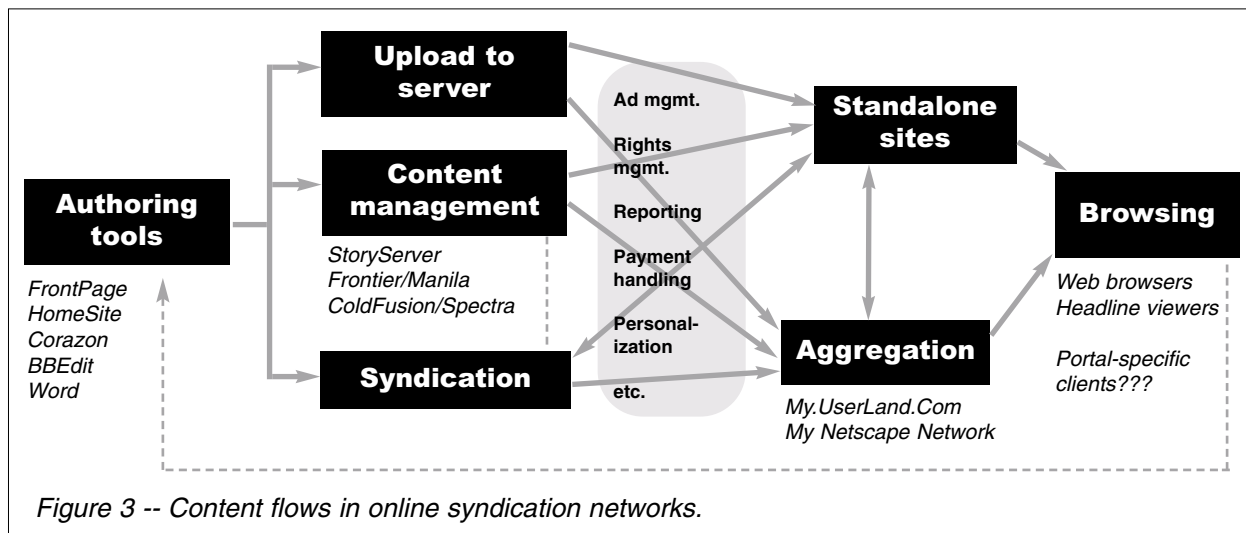 Upload to
server
Ad mgmt.
Rights
mgmt.
Reporting
Payment
handling
Personal-
ization
etc.
Standalone
sites
Content
management
StoryServer
Frontier/Manila
ColdFusion/Spectra
Authoring
tools
FrontPage
HomeSite
Corazon
BBEdit
Word
Browsing
Web browsers
Headline viewers
Portal-specific
clients???
Syndication
Aggregation
My.UserLand.Com
My Netscape Network
Figure 3 -- Content flows in online syndication networks.